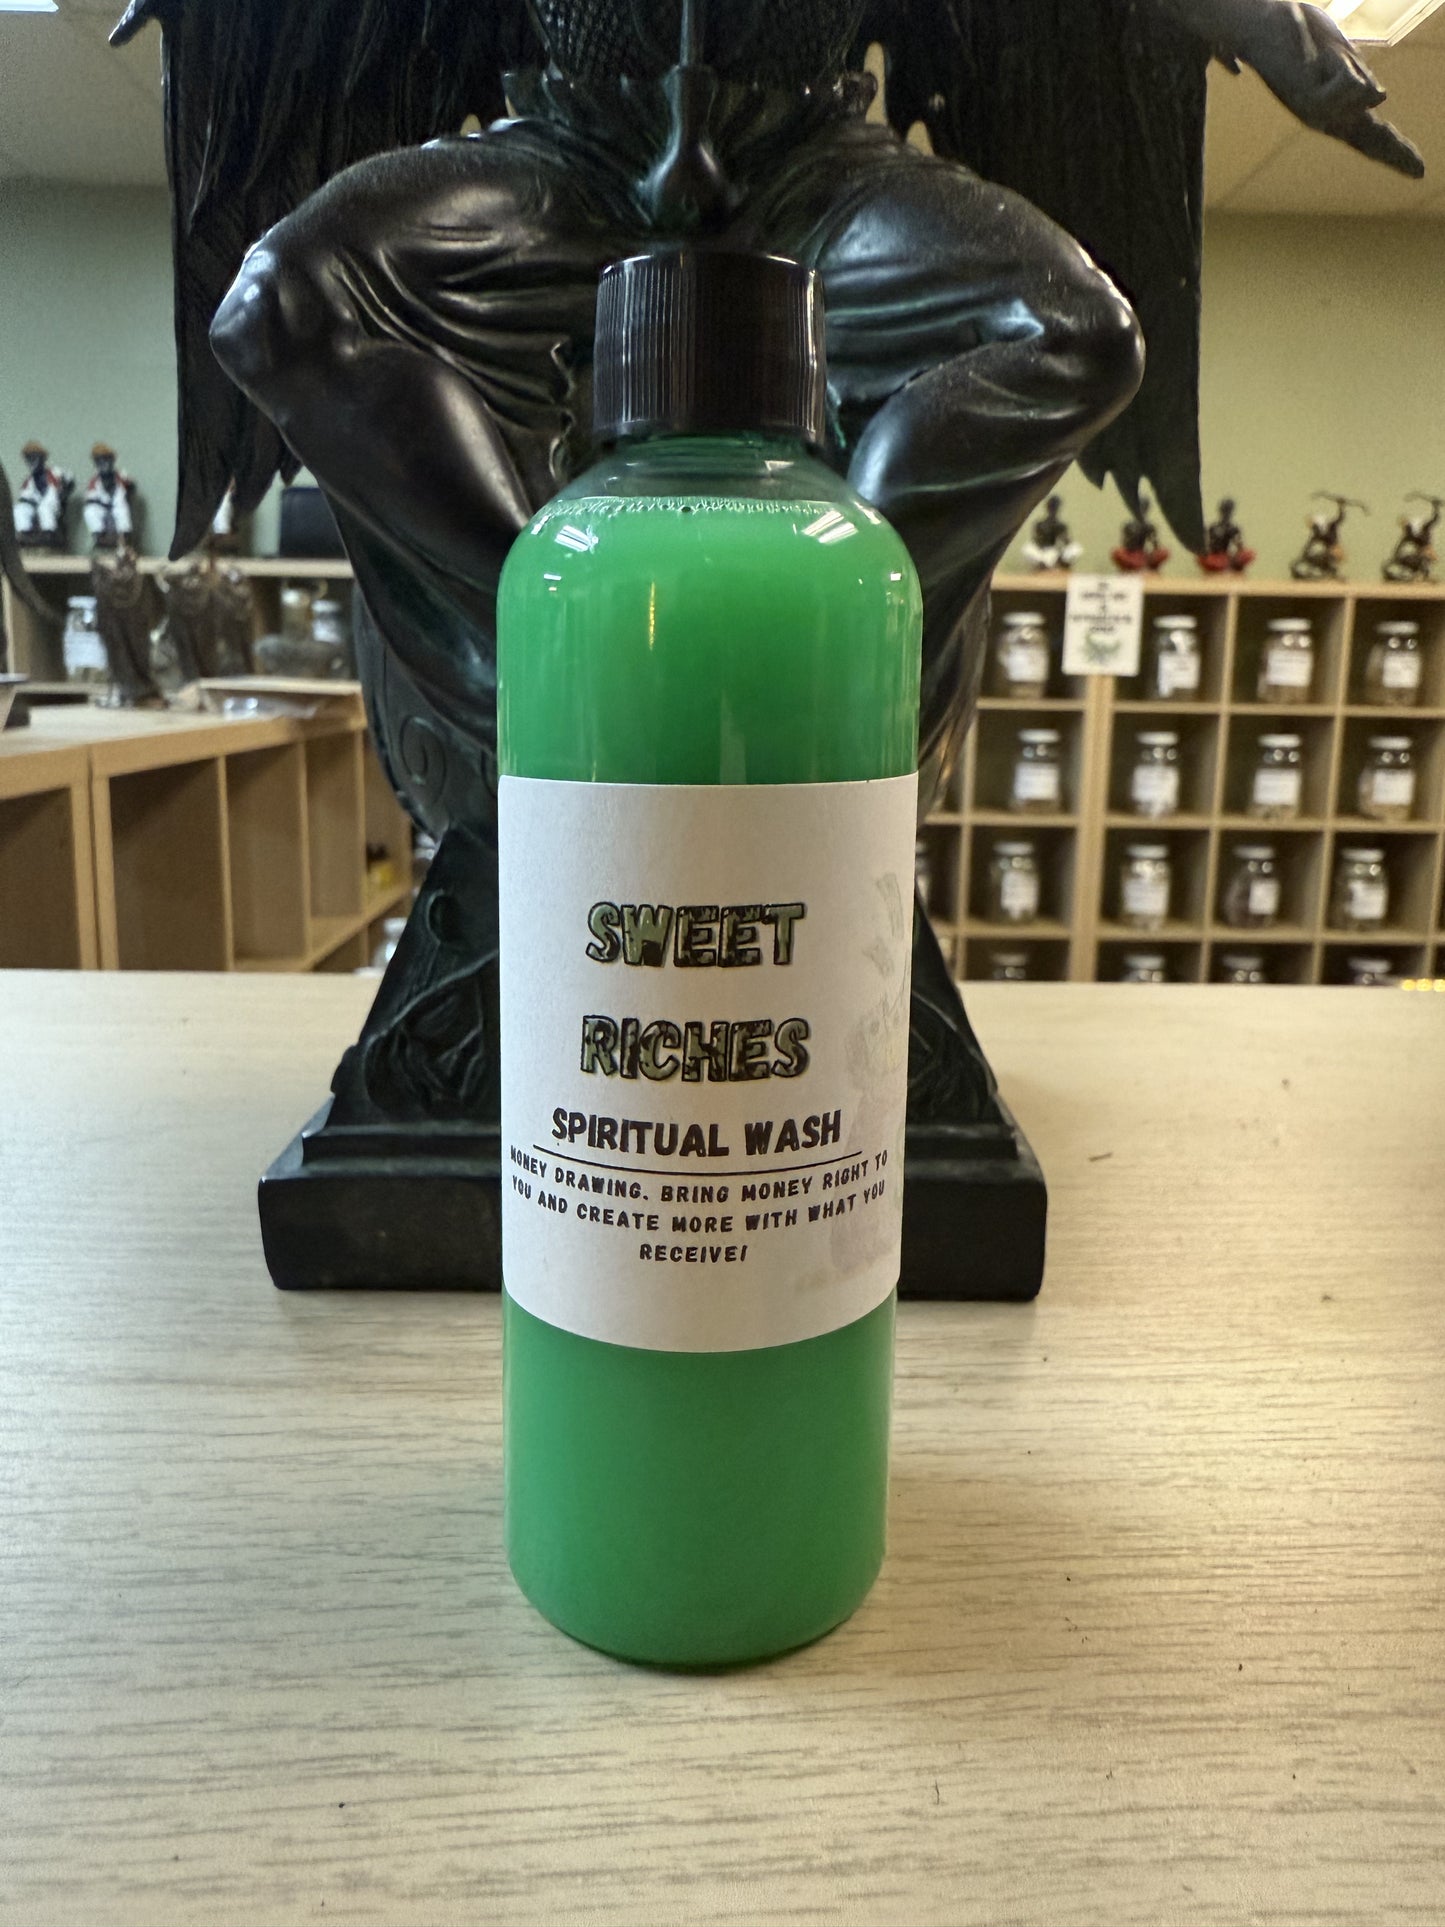 SWEET
RICHES
SPIRITUAL WASH
MONEY DRAWING. BRING MONEY RIGHT TO
YOU AND CREATE MORE WITH WHAT YOU
RECEIVE!